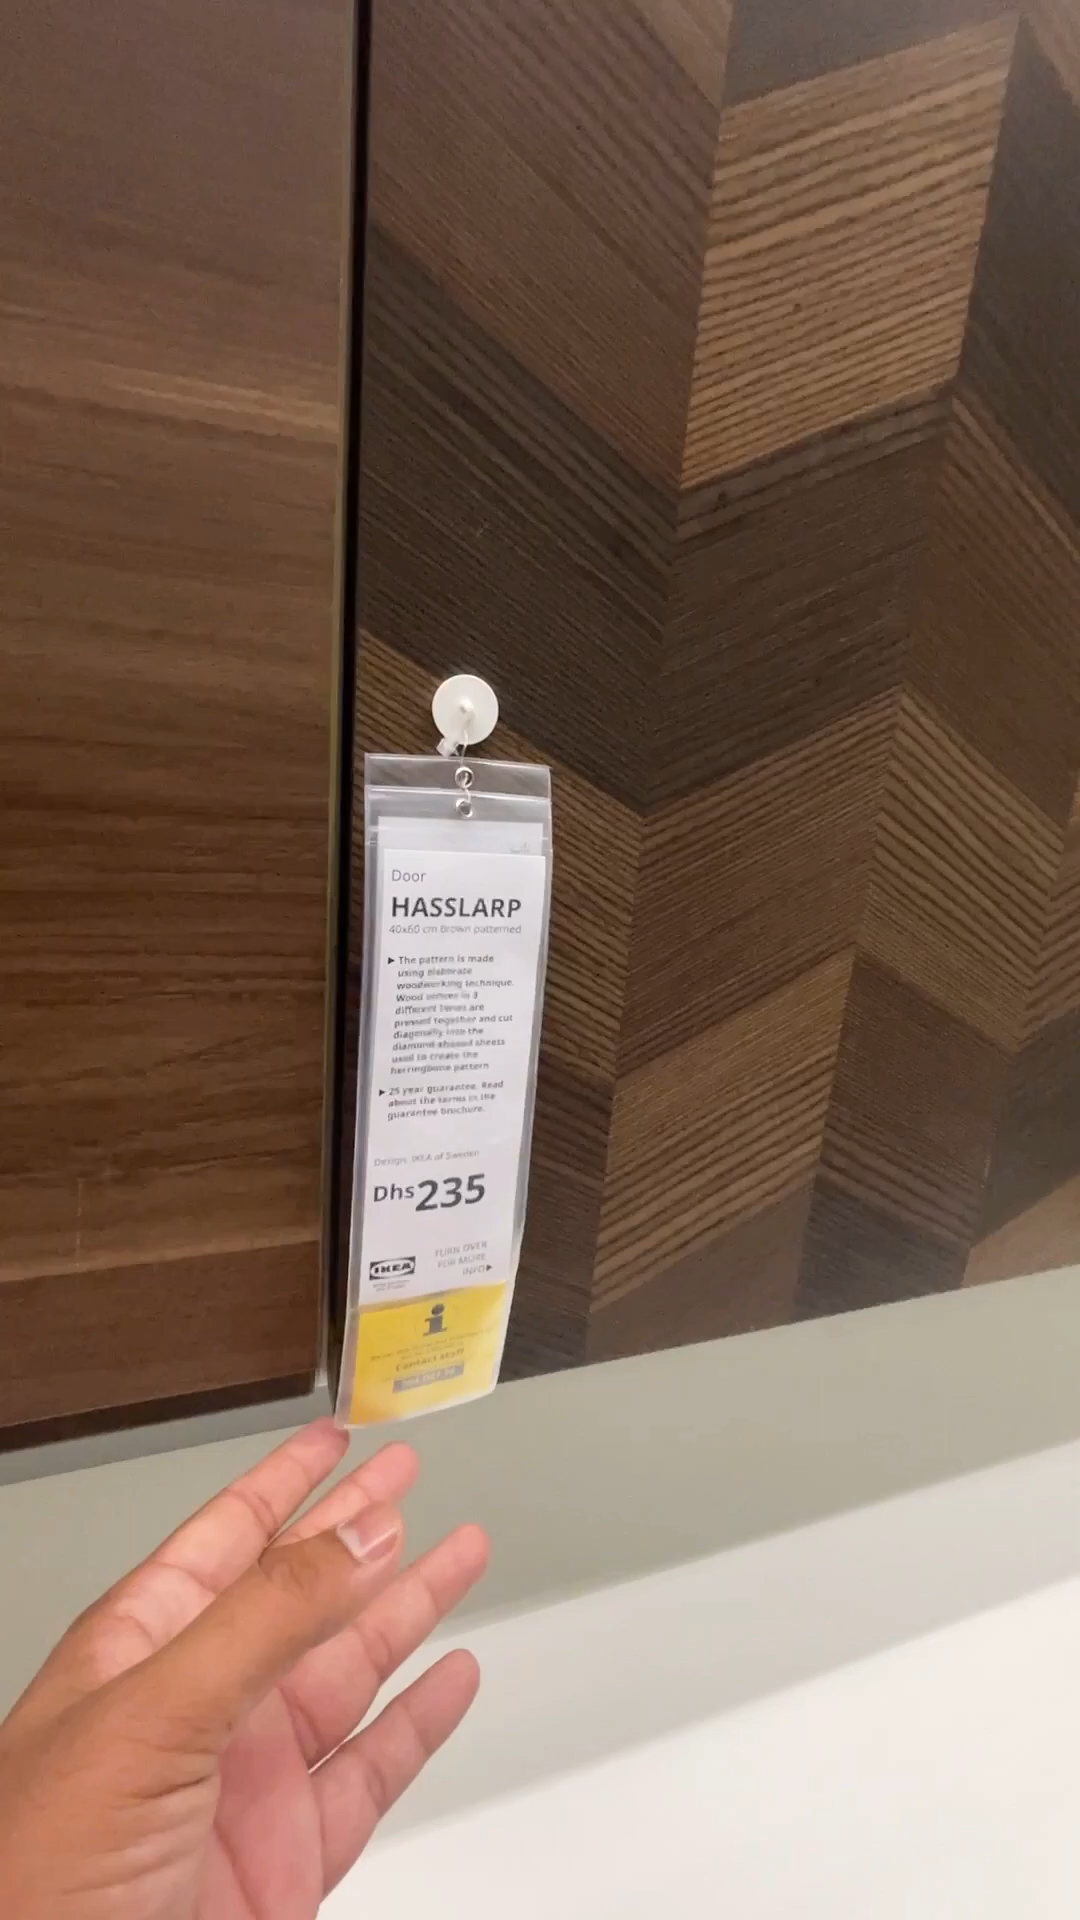 Door
HASSLARP
40x60 cm brown patterned
▶ The pattern is made
using elaborate
woodworking technique.
Wood veneer in 3
different tones are
pressed together and cut
diagonally into the
diamond-shaped sheets
used to create the
herringbone pattern
▶ 25 year guarantee. Read
about the terms in the
guarantee brochure.
Design: IKEA of Sweden
Dhs235
IKEA
TURN OVER
FOR MORE
INFO▶
i
Contact staff